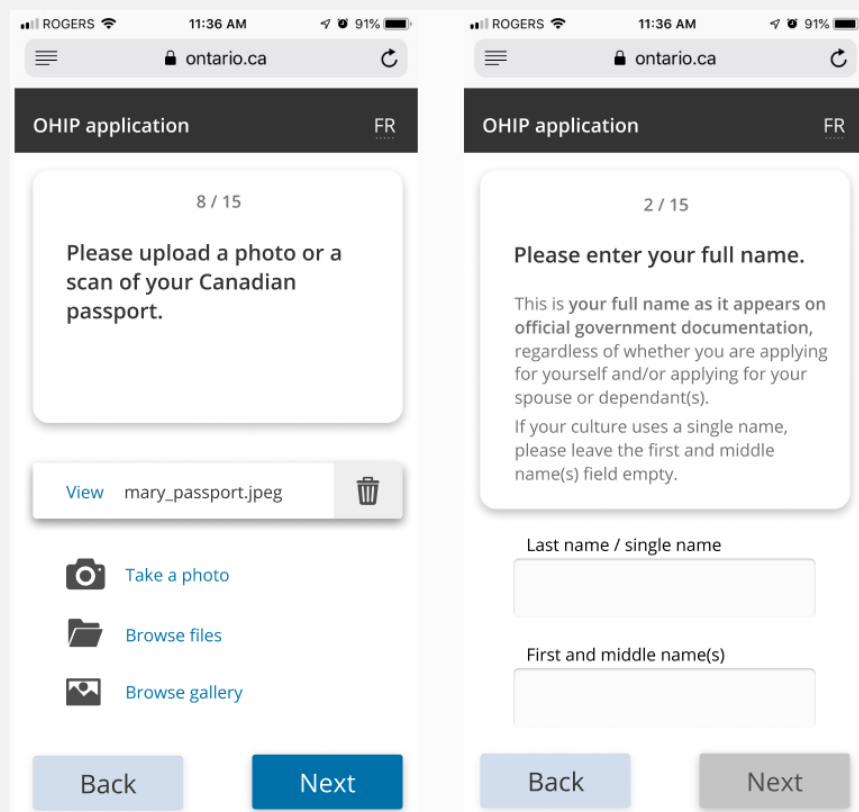 ROGERS 11:36 AM 91%
ontario.ca
OHIP application FR
8 / 15
Please upload a photo or a
scan of your Canadian
passport.
View mary_passport.jpeg
Take a photo
Browse files
Browse gallery
Back Next
ROGERS 11:36 AM 91%
ontario.ca
OHIP application FR
2 / 15
Please enter your full name.
This is your full name as it appears on
official government documentation,
regardless of whether you are applying
for yourself and/or applying for your
spouse or dependant(s).
If your culture uses a single name,
please leave the first and middle
name(s) field empty.
Last name / single name
First and middle name(s)
Back Next